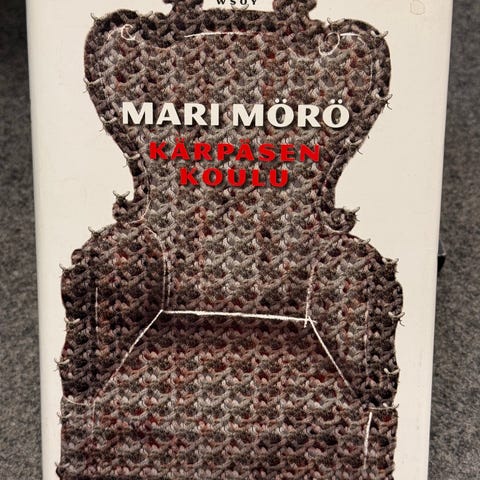 WSOY
MARI MÖRÖ
KÄRPÄSEN
KOULU